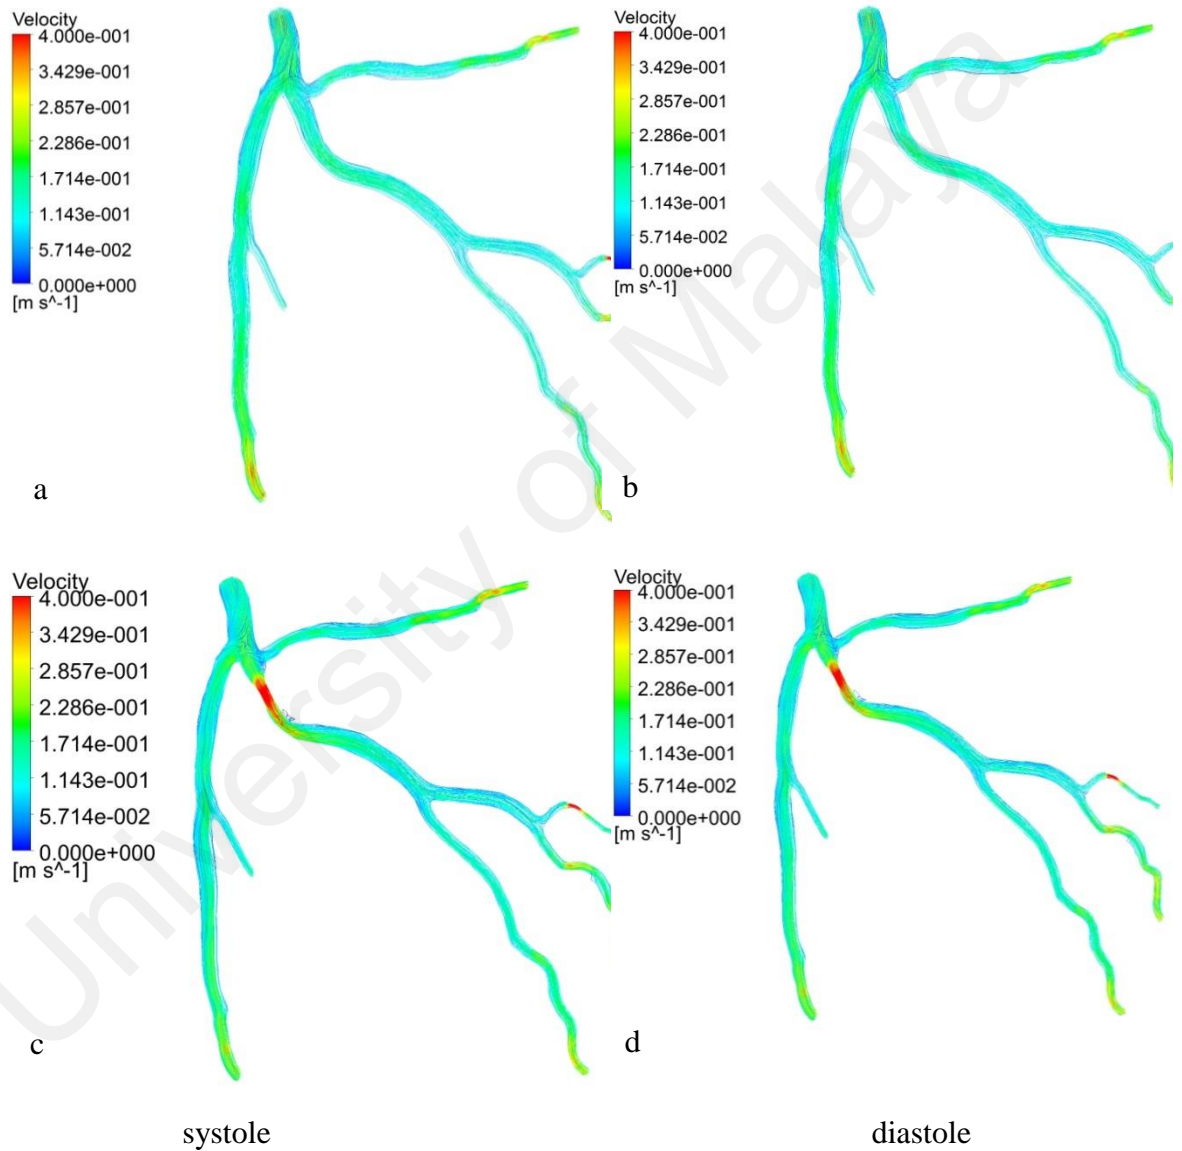 Velocity
4.000e-001
3.429e-001
2.857e-001
2.286e-001
1.714e-001
1.143e-001
5.714e-002
0.000e+000
[m s^-1]
a
Velocity
4.000e-001
3.429e-001
2.857e-001
2.286e-001
1.714e-001
1.143e-001
5.714e-002
0.000e+000
[m s^-1]
b
Velocity
4.000e-001
3.429e-001
2.857e-001
2.286e-001
1.714e-001
1.143e-001
5.714e-002
0.000e+000
[m s^-1]
c
Velocity
4.000e-001
3.429e-001
2.857e-001
2.286e-001
1.714e-001
1.143e-001
5.714e-002
0.000e+000
[m s^-1]
d
systole
diastole
University of Malaya